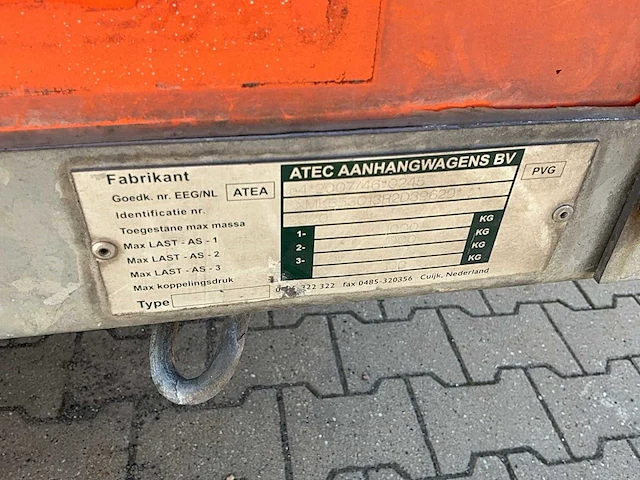 Fabrikant
ATEC AANHANGWAGENS BV
Goedk. nr. EEG/NL ATEA
PVG
Identificatie nr.
Toegestane max massa KG
Max LAST - AS - 1 1- KG
Max LAST - AS - 2 2- KG
Max LAST - AS - 3 3- KG
Max koppelingsdruk
322 fax 0485-320356 Cuijk, Nederland
Type